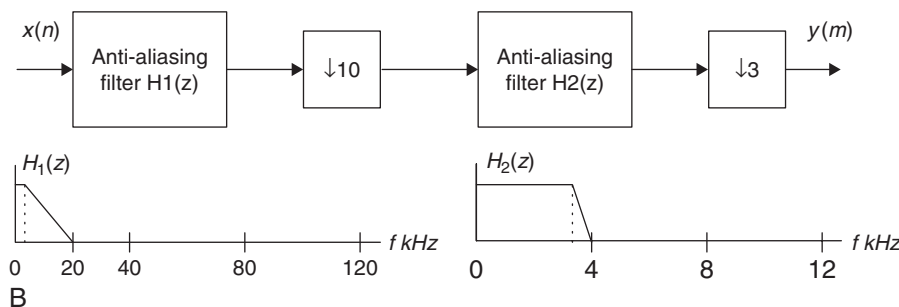 x(n)
y(m)
Anti-aliasing
filter H1(z)
↓10
Anti-aliasing
filter H2(z)
↓3
H₁(z)
f kHz
0 20 40 120
H₂(z)
f kHz
0 4 8 12
B